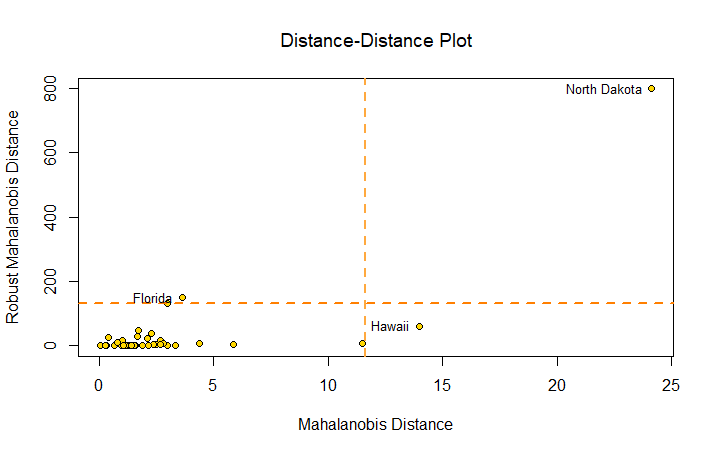 Distance-Distance Plot
Robust Mahalanobis Distance
800
600
400
200
0
North Dakota
Florida
Hawaii
0 5 10 15 20 25
Mahalanobis Distance